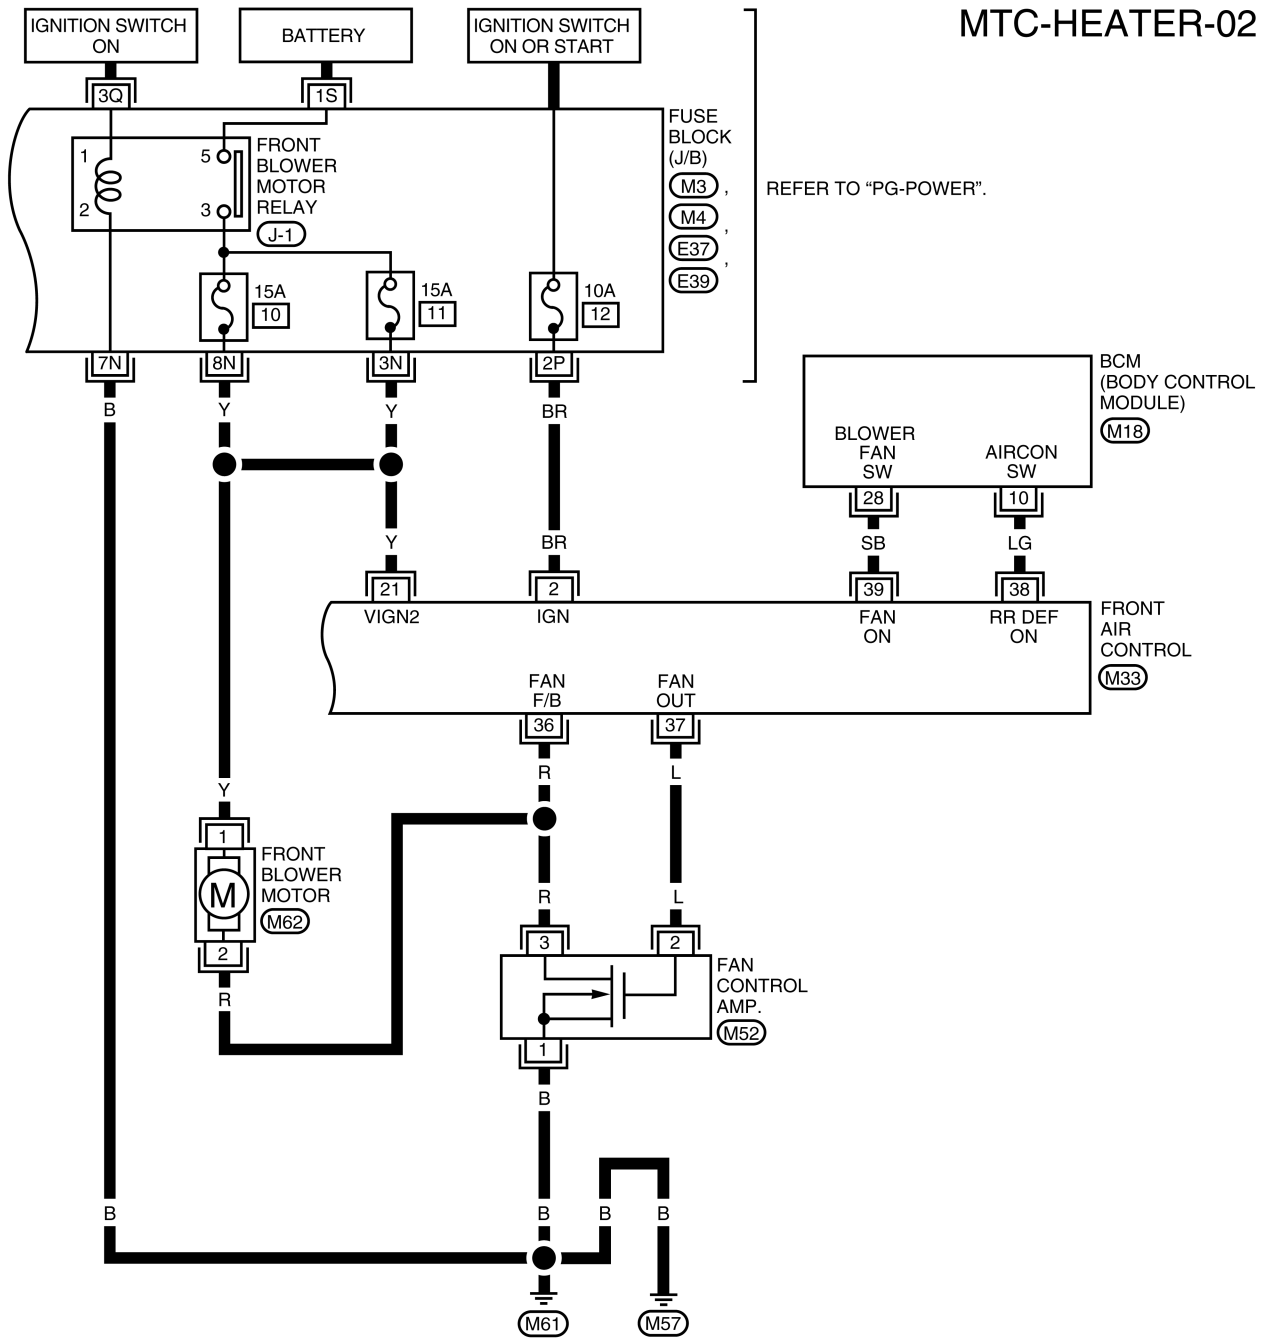 MTC-HEATER-02
IGNITION SWITCH
ON
BATTERY
IGNITION SWITCH
ON OR START
3Q
1S
FUSE
BLOCK
(J/B)
M3 ,
M4 ,
E37 ,
E39
REFER TO “PG-POWER”.
1
2
5
3
FRONT
BLOWER
MOTOR
RELAY
J-1
15A
10
15A
11
10A
12
7N
8N
3N
2P
B
Y
Y
BR
BCM
(BODY CONTROL
MODULE)
M18
BLOWER
FAN
SW
AIRCON
SW
28
10
Y
BR
SB
LG
21
2
39
38
VIGN2
IGN
FAN
ON
RR DEF
ON
FRONT
AIR
CONTROL
M33
FAN
F/B
FAN
OUT
36
37
R
L
Y
1
M
2
FRONT
BLOWER
MOTOR
M62
R
R
L
3
2
FAN
CONTROL
AMP.
M52
1
B
B
B
B
B
M61
M57